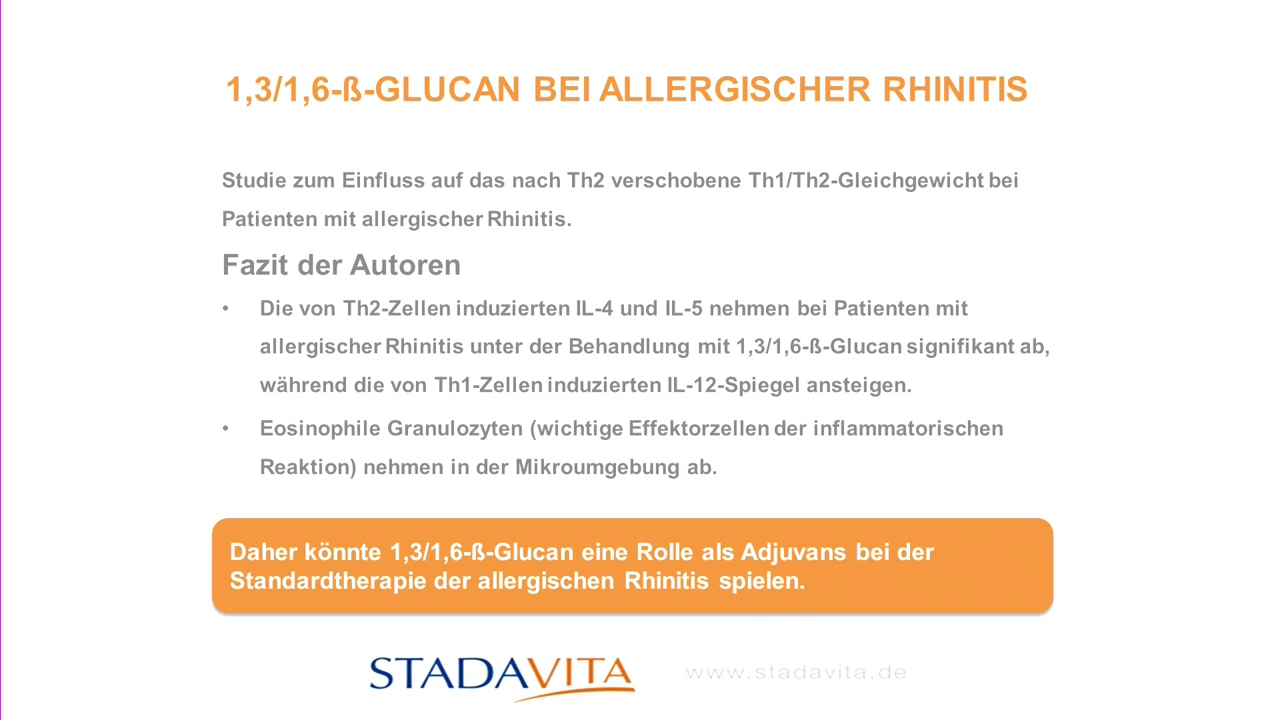 1,3/1,6-ß-GLUCAN BEI ALLERGISCHER RHINITIS
Studie zum Einfluss auf das nach Th2 verschobene Th1/Th2-Gleichgewicht bei
Patienten mit allergischer Rhinitis.
Fazit der Autoren
• Die von Th2-Zellen induzierten IL-4 und IL-5 nehmen bei Patienten mit
allergischer Rhinitis unter der Behandlung mit 1,3/1,6-ß-Glucan signifikant ab,
während die von Th1-Zellen induzierten IL-12-Spiegel ansteigen.
• Eosinophile Granulozyten (wichtige Effektorzellen der inflammatorischen
Reaktion) nehmen in der Mikroumgebung ab.
Daher könnte 1,3/1,6-ß-Glucan eine Rolle als Adjuvans bei der
Standardtherapie der allergischen Rhinitis spielen.
STADAVITA www.stadavita.de